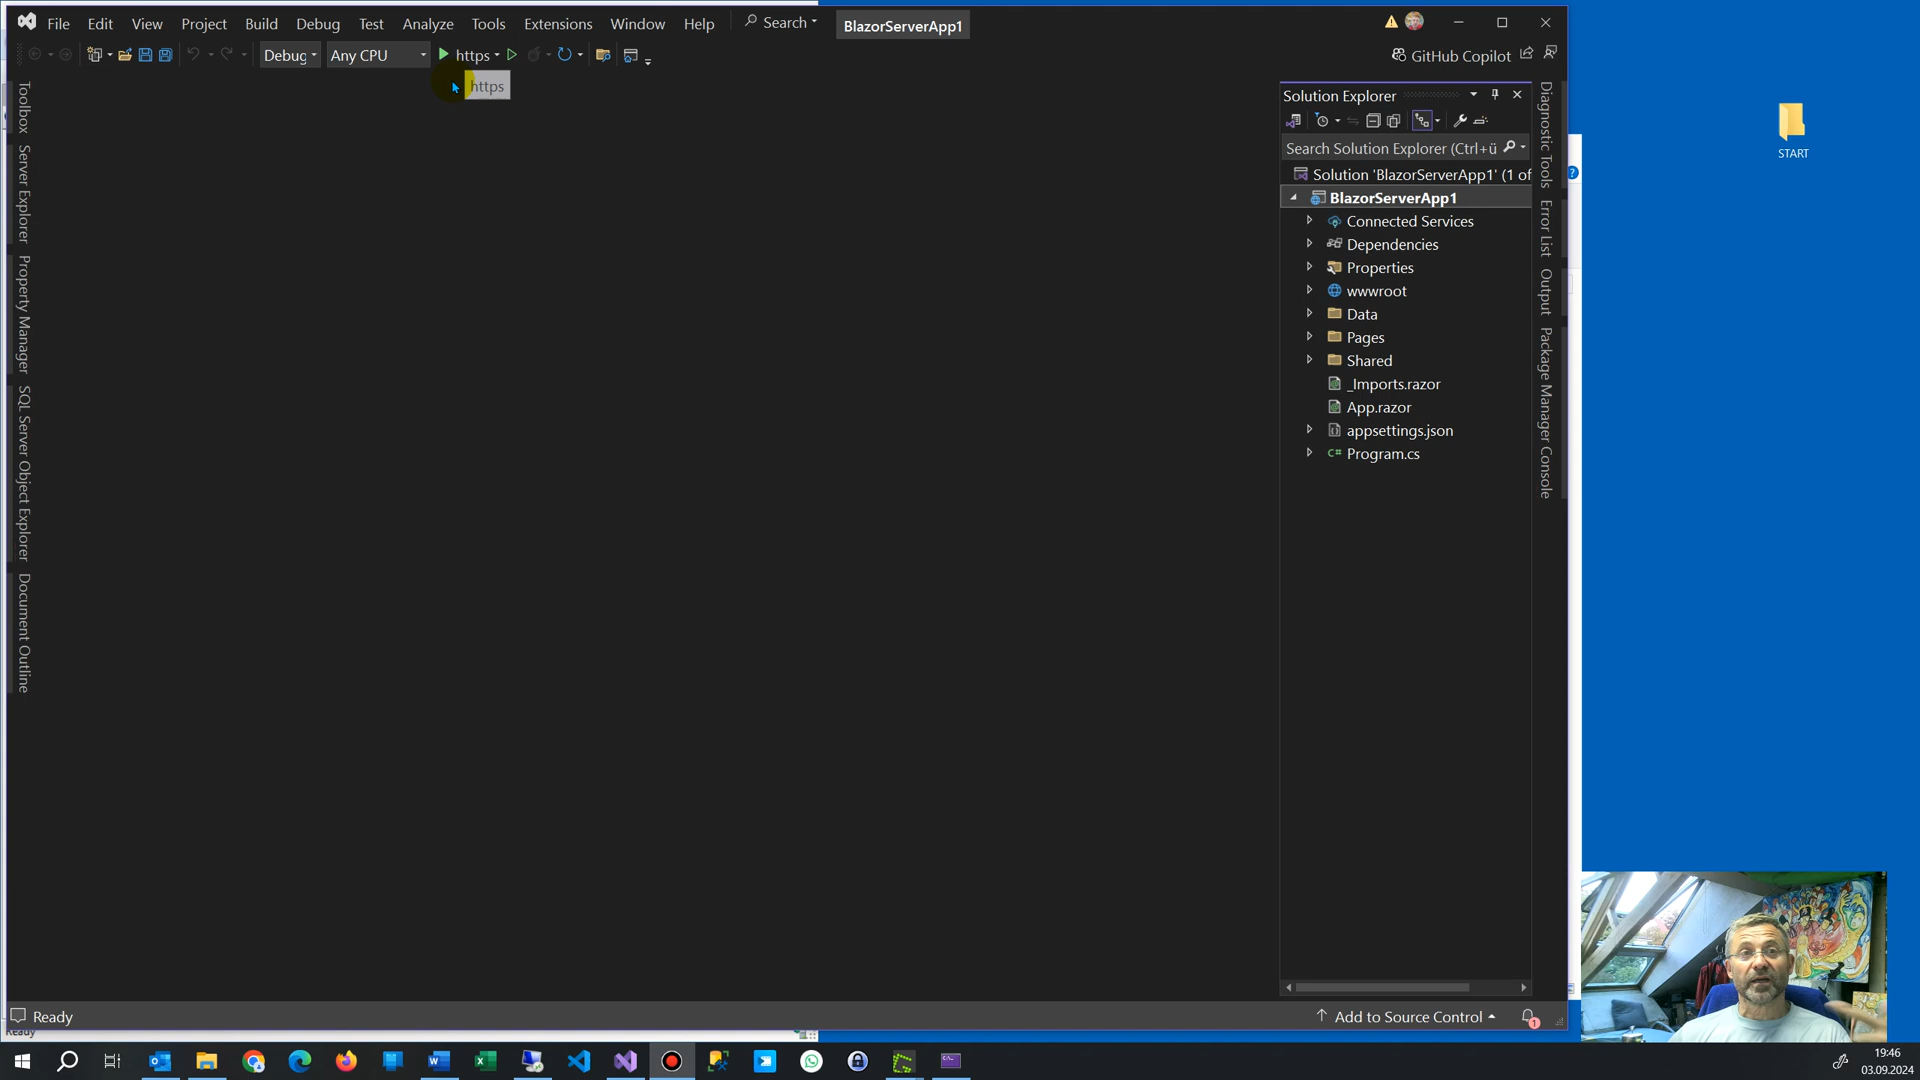 File Edit View Project Build Debug Test Analyze Tools Extensions Window Help Search BlazorServerApp1
Debug Any CPU https GitHub Copilot
https
Toolbox
Server Explorer
Property Manager
SQL Server Object Explorer
Document Outline
Solution Explorer
Search Solution Explorer (Ctrl+ü
Solution 'BlazorServerApp1' (1 of
BlazorServerApp1
Connected Services
Dependencies
Properties
wwwroot
Data
Pages
Shared
_Imports.razor
App.razor
appsettings.json
Program.cs
Diagnostic Tools
Error List
Output
Package Manager Console
START
Ready
Add to Source Control
1
Ready
19:46
03.09.2024